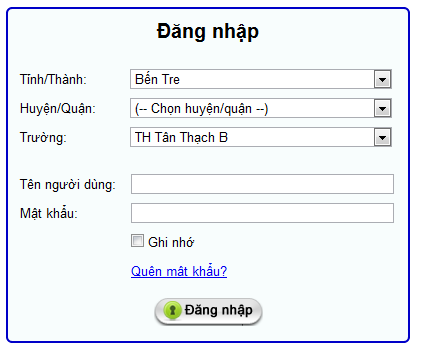 Đăng nhập
Tỉnh/Thành: Bến Tre
Huyện/Quận: (-- Chọn huyện/quận --)
Trường: TH Tân Thạch B
Tên người dùng:
Mật khẩu:
Ghi nhớ
Quên mật khẩu?
Đăng nhập